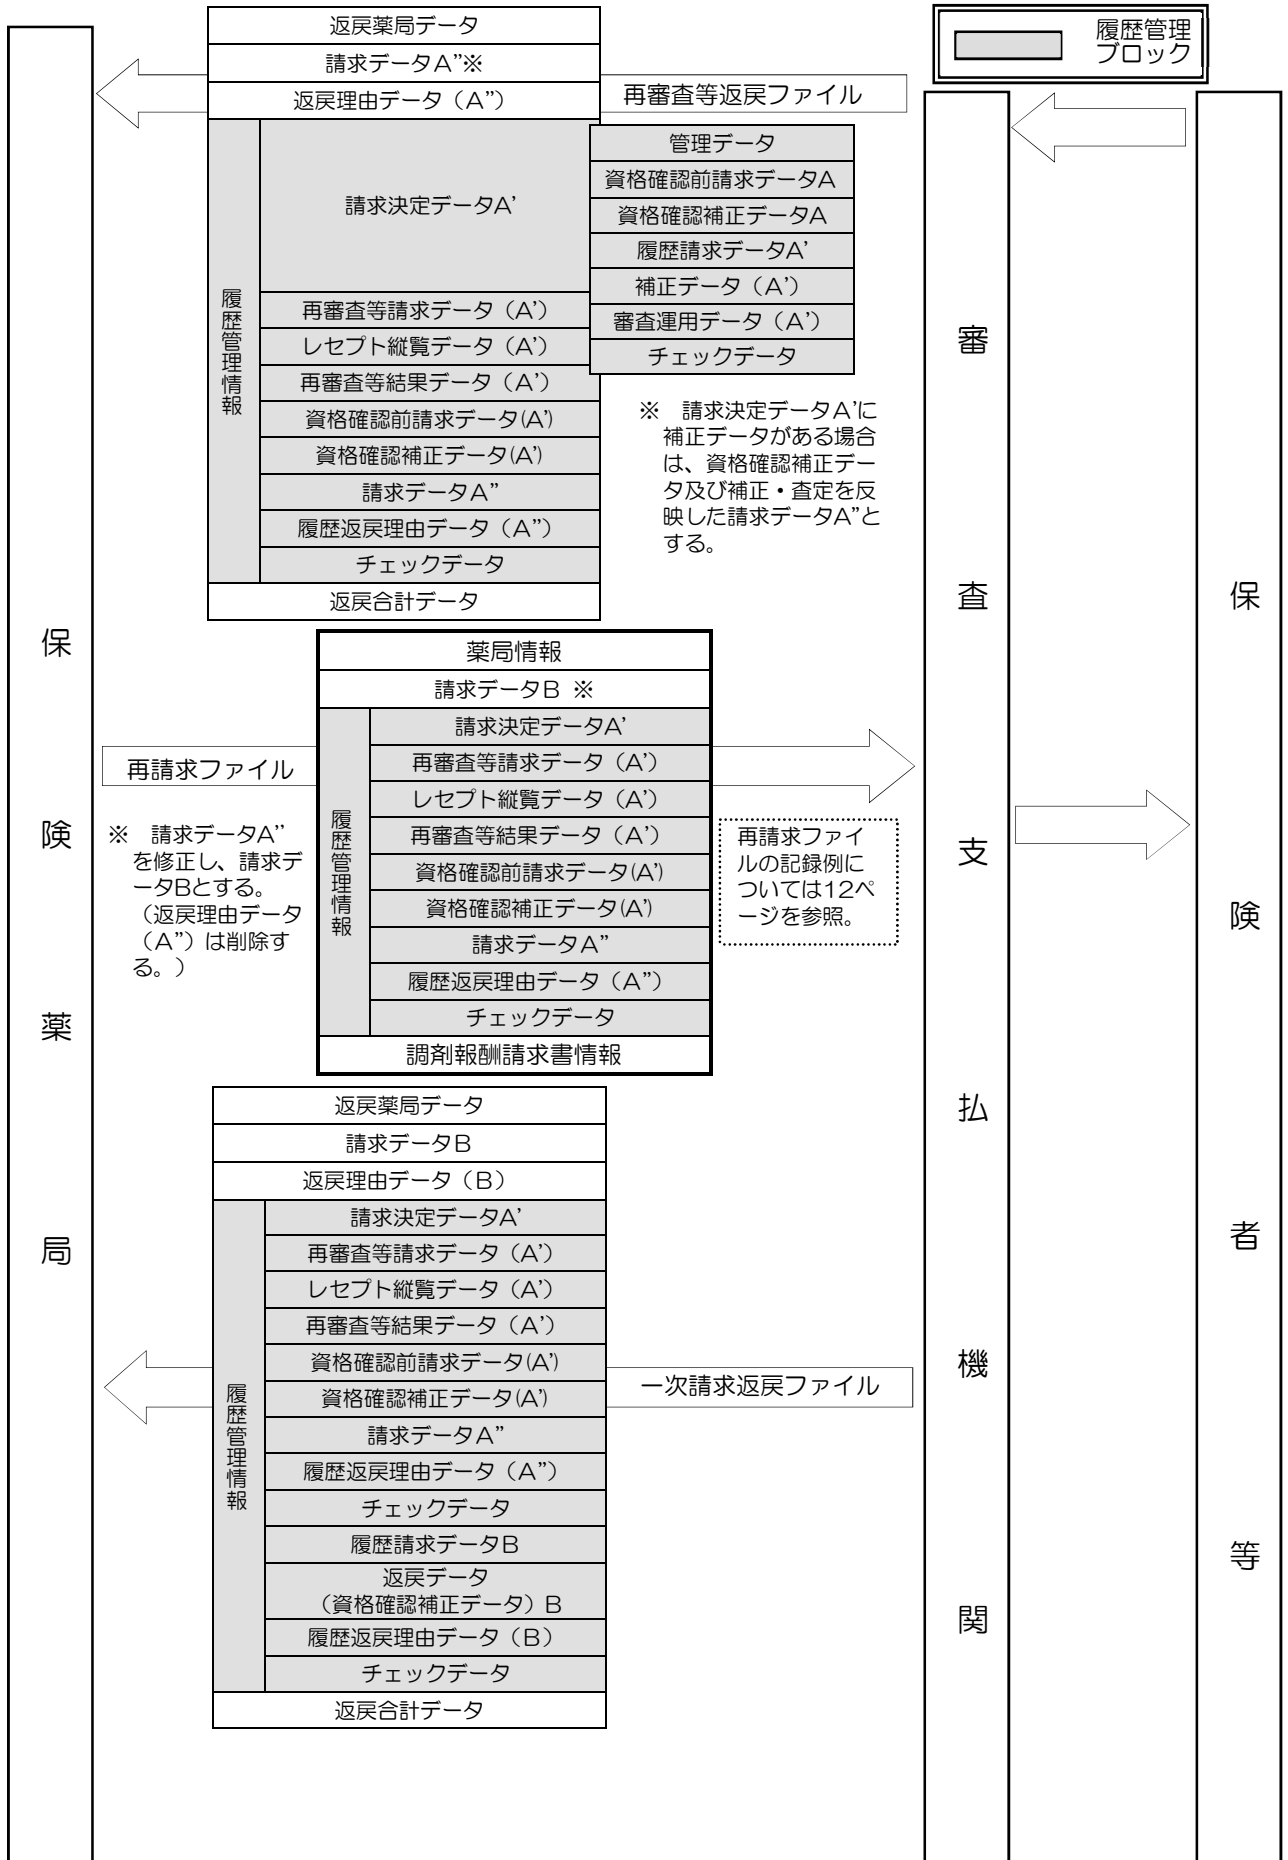 履歴管理
ブロック
返戻薬局データ
請求データA”※
返戻理由データ（A”）
再審査等返戻ファイル
履歴管理情報
請求決定データA’
管理データ
資格確認前請求データA
資格確認補正データA
履歴請求データA’
補正データ（A’）
審査運用データ（A’）
チェックデータ
再審査等請求データ（A’）
レセプト縦覧データ（A’）
再審査等結果データ（A’）
資格確認前請求データ(A’)
資格確認補正データ(A’)
請求データA”
履歴返戻理由データ（A”）
チェックデータ
返戻合計データ
※　請求決定データA’に
補正データがある場合
は、資格確認補正デー
タ及び補正・査定を反
映した請求データA”と
する。
薬局情報
請求データB ※
履歴管理情報
請求決定データA’
再審査等請求データ（A’）
レセプト縦覧データ（A’）
再審査等結果データ（A’）
資格確認前請求データ(A’)
資格確認補正データ(A’)
請求データA”
履歴返戻理由データ（A”）
チェックデータ
調剤報酬請求書情報
再請求ファイル
※　請求データA”
を修正し、請求デ
ータBとする。
（返戻理由データ
（A”）は削除す
る。）
再請求ファイ
ルの記録例に
ついては12ペ
ージを参照。
返戻薬局データ
請求データB
返戻理由データ（B）
履歴管理情報
請求決定データA’
再審査等請求データ（A’）
レセプト縦覧データ（A’）
再審査等結果データ（A’）
資格確認前請求データ(A’)
資格確認補正データ(A’)
請求データA”
履歴返戻理由データ（A”）
チェックデータ
履歴請求データB
返戻データ
（資格確認補正データ）B
履歴返戻理由データ（B）
チェックデータ
返戻合計データ
一次請求返戻ファイル
保険薬局
審査支払機関
保険者等